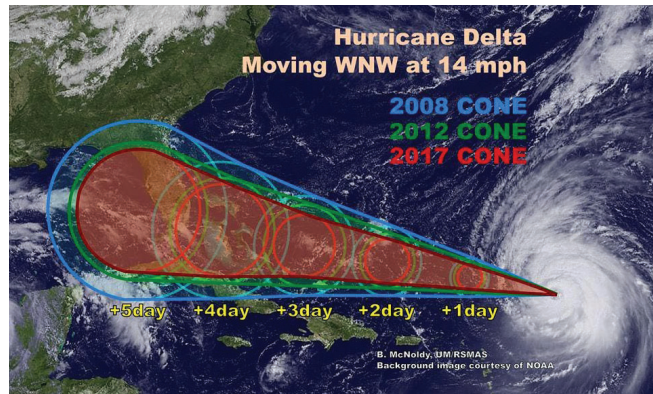 Hurricane Delta
Moving WNW at 14 mph
2008 CONE
2012 CONE
2017 CONE
+5day +4day +3day +2day +1day
B. McNoldy, UM/RSMAS
Background image courtesy of NOAA